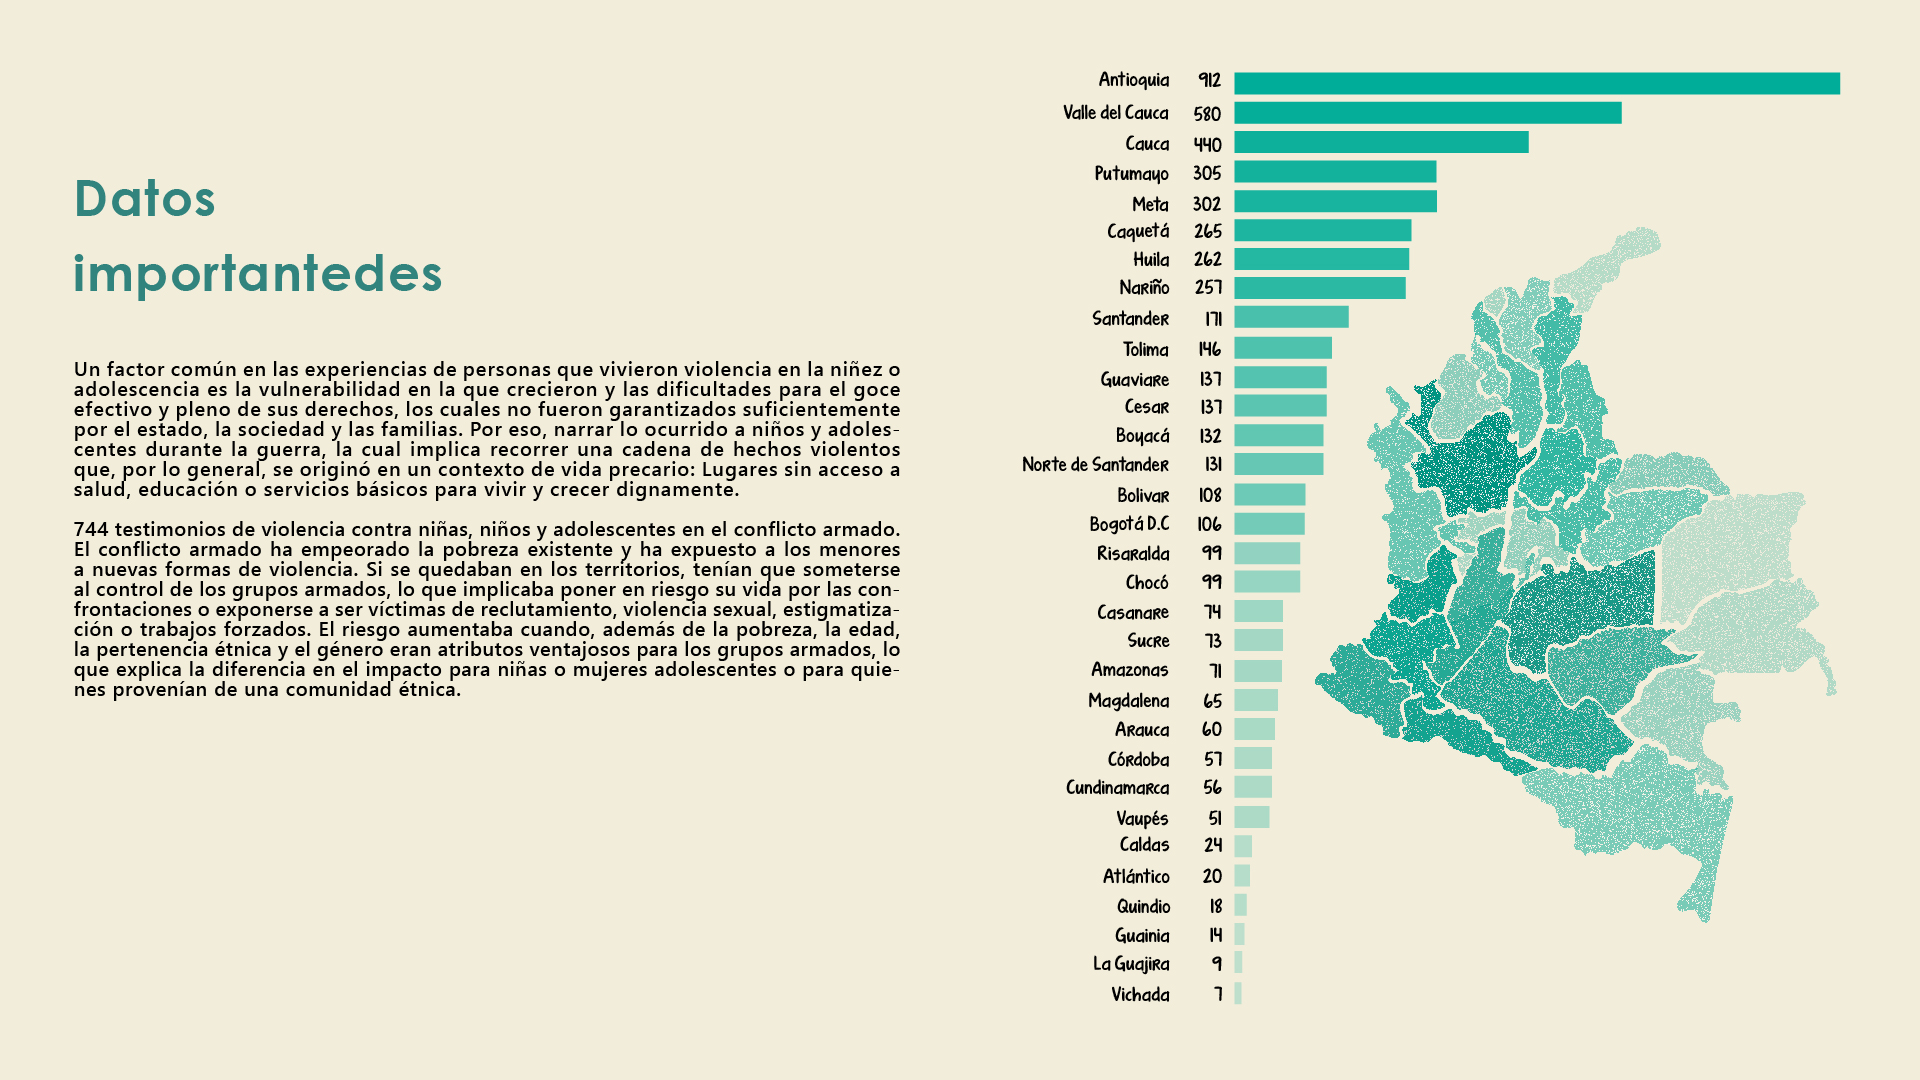 Datos
importantedes
Un factor común en las experiencias de personas que vivieron violencia en la niñez o
adolescencia es la vulnerabilidad en la que crecieron y las dificultades para el goce
efectivo y pleno de sus derechos, los cuales no fueron garantizados suficientemente
por el estado, la sociedad y las familias. Por eso, narrar lo ocurrido a niños y adoles-
centes durante la guerra, la cual implica recorrer una cadena de hechos violentos
que, por lo general, se originó en un contexto de vida precario: Lugares sin acceso a
salud, educación o servicios básicos para vivir y crecer dignamente.
744 testimonios de violencia contra niñas, niños y adolescentes en el conflicto armado.
El conflicto armado ha empeorado la pobreza existente y ha expuesto a los menores
a nuevas formas de violencia. Si se quedaban en los territorios, tenían que someterse
al control de los grupos armados, lo que implicaba poner en riesgo su vida por las con-
frontaciones o exponerse a ser víctimas de reclutamiento, violencia sexual, estigmatiza-
ción o trabajos forzados. El riesgo aumentaba cuando, además de la pobreza, la edad,
la pertenencia étnica y el género eran atributos ventajosos para los grupos armados, lo
que explica la diferencia en el impacto para niñas o mujeres adolescentes o para quie-
nes provenían de una comunidad étnica.
Antioquia 912
Valle del Cauca 580
Cauca 440
Putumayo 305
Meta 302
Caquetá 265
Huila 262
Nariño 257
Santander 171
Tolima 146
Guaviare 137
Cesar 137
Boyacá 132
Norte de Santander 131
Bolivar 108
Bogotá D.C 106
Risaralda 99
Chocó 99
Casanare 74
Sucre 73
Amazonas 71
Magdalena 65
Arauca 60
Córdoba 57
Cundinamarca 56
Vaupés 51
Caldas 24
Atlántico 20
Quindio 18
Guainia 14
La Guajira 9
Vichada 7